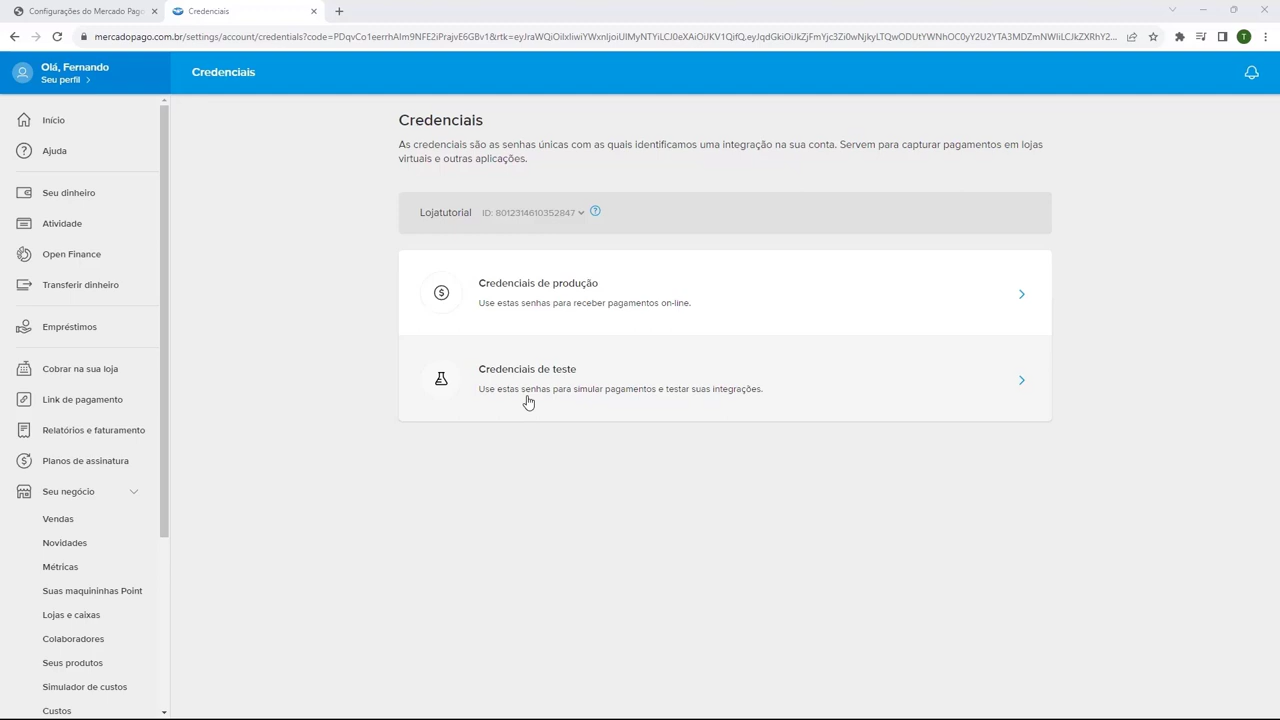 Configurações do Mercado Pago
Credenciais
mercadopago.com.br/settings/account/credentials?code=
Olá, Fernando
Seu perfil
Credenciais
Início
Ajuda
Seu dinheiro
Atividade
Open Finance
Transferir dinheiro
Empréstimos
Cobrar na sua loja
Link de pagamento
Relatórios e faturamento
Planos de assinatura
Seu negócio
Vendas
Novidades
Métricas
Suas maquininhas Point
Lojas e caixas
Colaboradores
Seus produtos
Simulador de custos
Custos
Credenciais
As credenciais são as senhas únicas com as quais identificamos uma integração na sua conta. Servem para capturar pagamentos em lojas
virtuais e outras aplicações.
Lojatutorial ID: 8012314610352847
Credenciais de produção
Use estas senhas para receber pagamentos on-line.
Credenciais de teste
Use estas senhas para simular pagamentos e testar suas integrações.
T